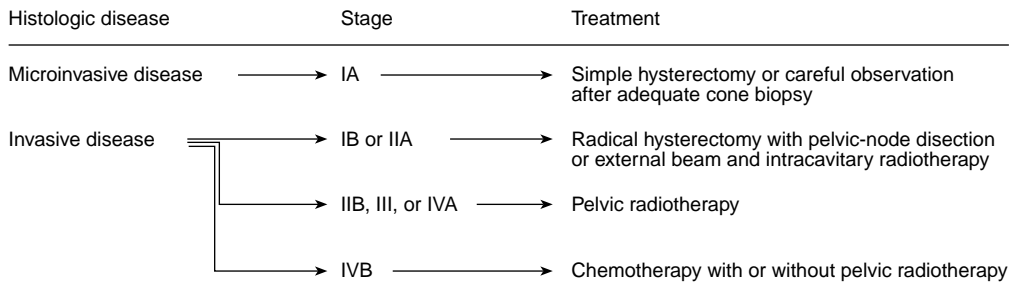 Histologic disease Stage Treatment
Microinvasive disease IA Simple hysterectomy or careful observation
after adequate cone biopsy
Invasive disease IB or IIA Radical hysterectomy with pelvic-node disection
or external beam and intracavitary radiotherapy
IIB, III, or IVA Pelvic radiotherapy
IVB Chemotherapy with or without pelvic radiotherapy